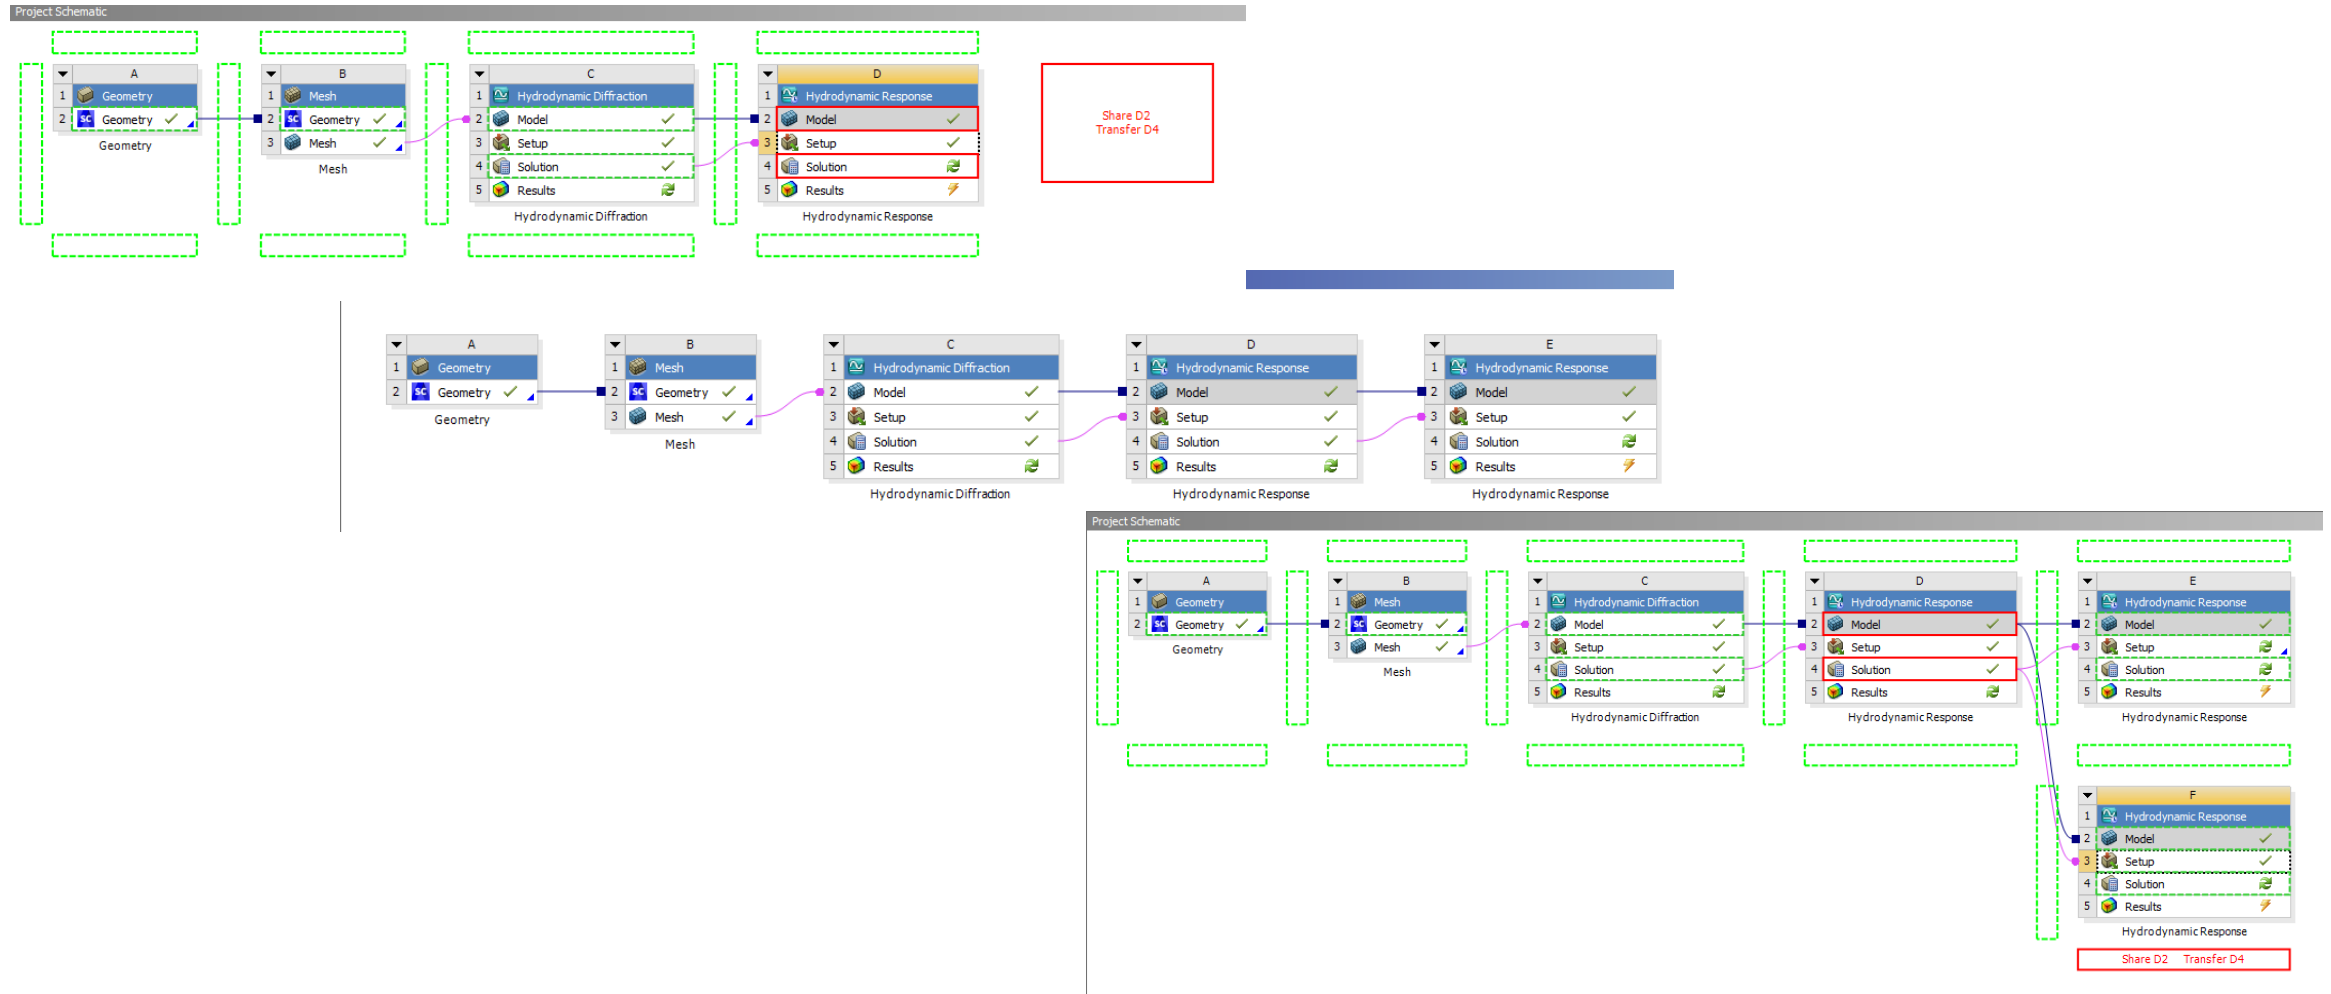 Project Schematic
A B C D
1 Geometry 1 Mesh 1 Hydrodynamic Diffraction 1 Hydrodynamic Response
2 SC Geometry 2 SC Geometry 2 Model 2 Model
3 Mesh 3 Setup 3 Setup
4 Solution 4 Solution
5 Results 5 Results
Geometry
Mesh
Hydrodynamic Diffraction Hydrodynamic Response
Share D2
Transfer D4
A B C D E
1 Geometry 1 Mesh 1 Hydrodynamic Diffraction 1 Hydrodynamic Response 1 Hydrodynamic Response
2 SC Geometry 2 SC Geometry 2 Model 2 Model 2 Model
3 Mesh 3 Setup 3 Setup 3 Setup
4 Solution 4 Solution 4 Solution
5 Results 5 Results 5 Results
Geometry
Mesh
Hydrodynamic Diffraction Hydrodynamic Response Hydrodynamic Response
Project Schematic
A B C D E
1 Geometry 1 Mesh 1 Hydrodynamic Diffraction 1 Hydrodynamic Response 1 Hydrodynamic Response
2 SC Geometry 2 SC Geometry 2 Model 2 Model 2 Model
3 Mesh 3 Setup 3 Setup 3 Setup
4 Solution 4 Solution 4 Solution
5 Results 5 Results 5 Results
Geometry
Mesh
Hydrodynamic Diffraction Hydrodynamic Response Hydrodynamic Response
F
1 Hydrodynamic Response
2 Model
3 Setup
4 Solution
5 Results
Hydrodynamic Response
Share D2 Transfer D4